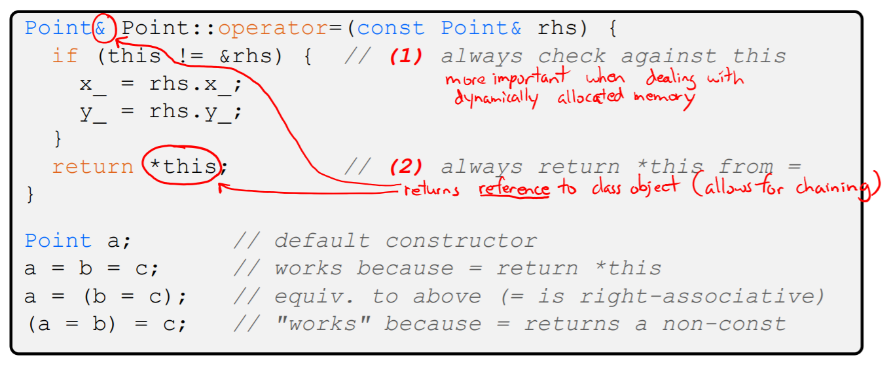 Point& Point::operator=(const Point& rhs) {
if (this != &rhs) { // (1) always check against this
more important when dealing with
x_ = rhs.x_;
dynamically allocated memory
y_ = rhs.y_;
}
return *this; // (2) always return *this from =
returns reference to class object (allows for chaining)
}
Point a; // default constructor
a = b = c; // works because = return *this
a = (b = c); // equiv. to above (= is right-associative)
(a = b) = c; // "works" because = returns a non-const